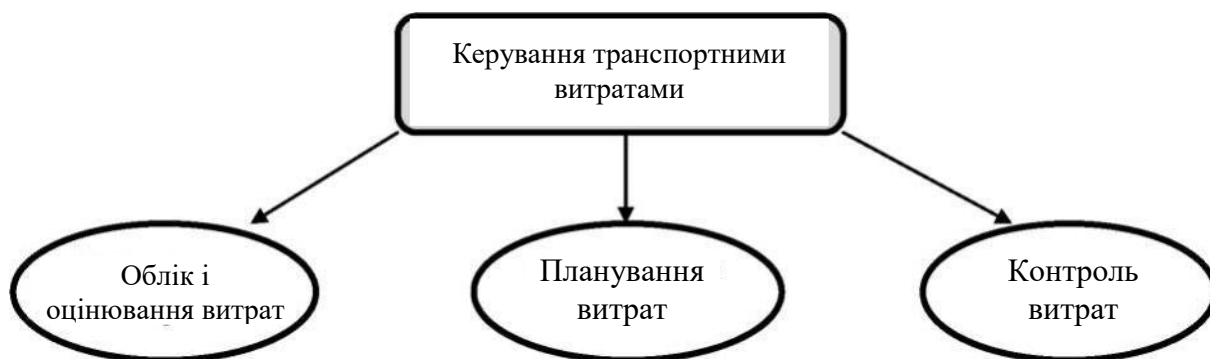 Керування транспортними
витратами
Облік і
оцінювання витрат
Планування
витрат
Контроль
витрат